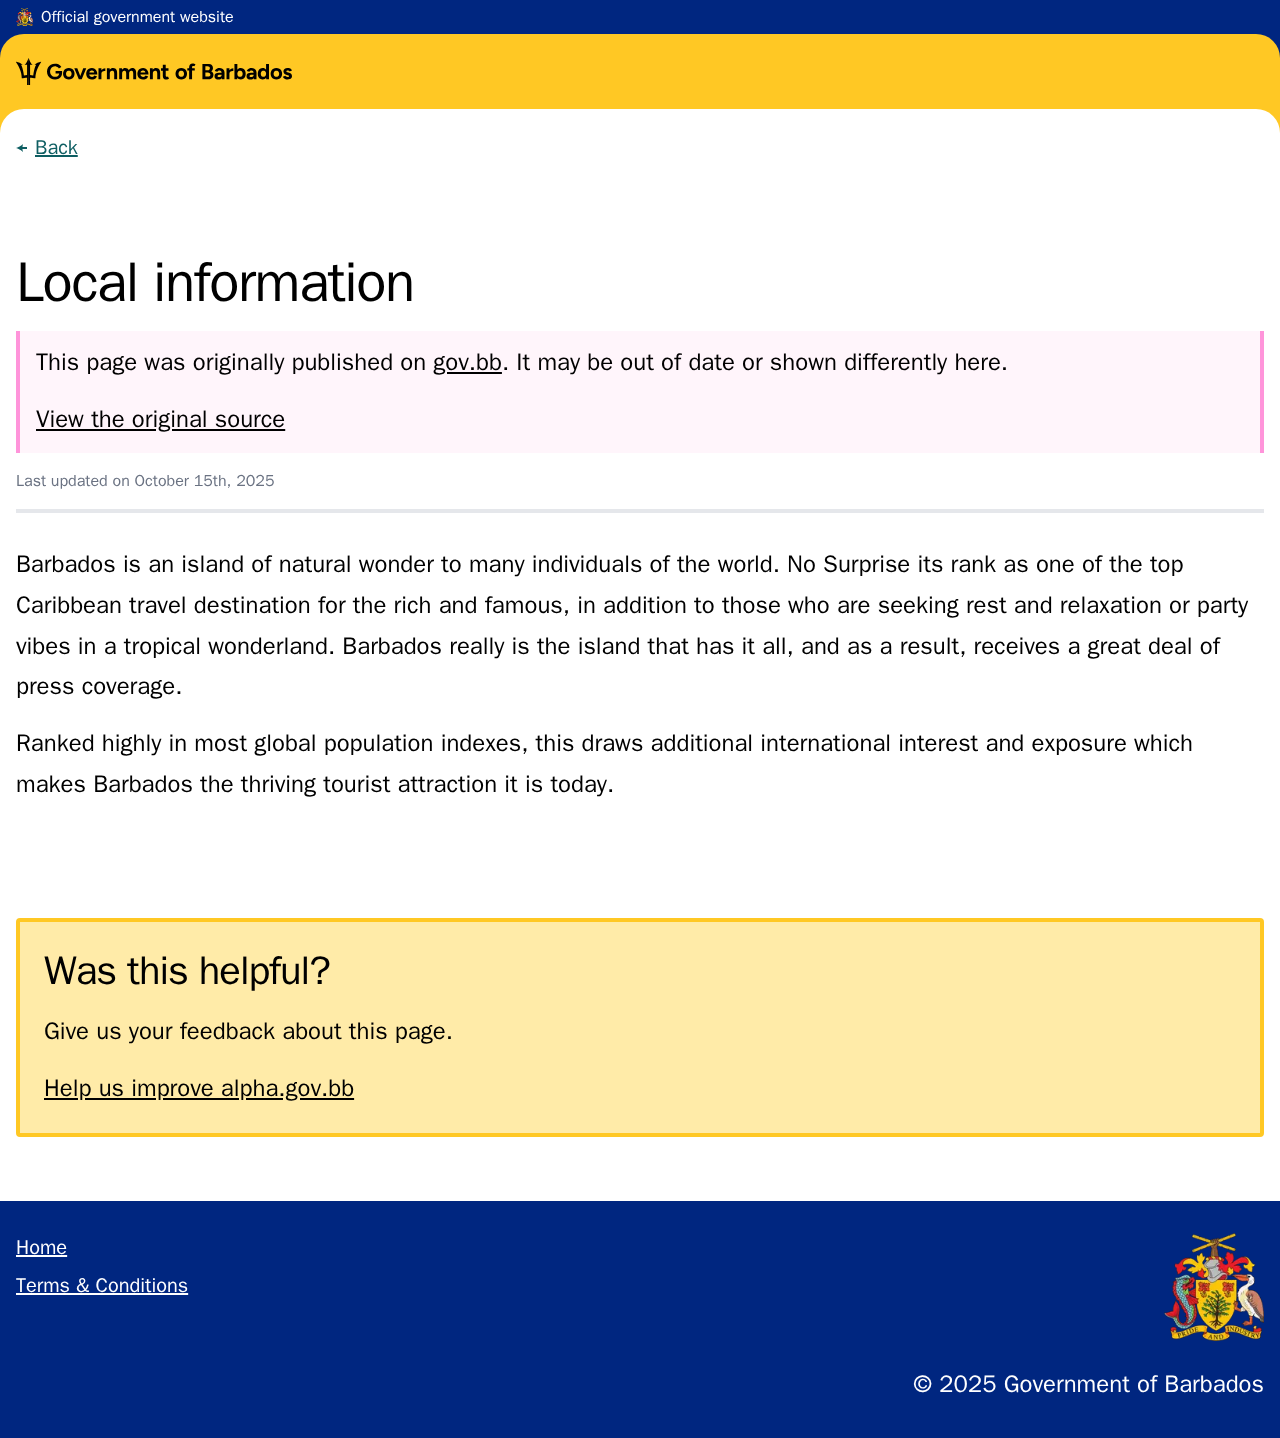 Official government website
Government of Barbados
Back
Local information
This page was originally published on gov.bb. It may be out of date or shown differently here.
View the original source
Last updated on October 15th, 2025
Barbados is an island of natural wonder to many individuals of the world. No Surprise its rank as one of the top
Caribbean travel destination for the rich and famous, in addition to those who are seeking rest and relaxation or party
vibes in a tropical wonderland. Barbados really is the island that has it all, and as a result, receives a great deal of
press coverage.
Ranked highly in most global population indexes, this draws additional international interest and exposure which
makes Barbados the thriving tourist attraction it is today.
Was this helpful?
Give us your feedback about this page.
Help us improve alpha.gov.bb
Home
Terms & Conditions
PRIDE AND INDUSTRY
© 2025 Government of Barbados